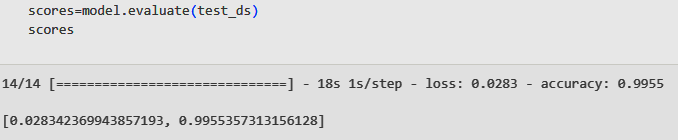 scores=model.evaluate(test_ds)
scores
14/14 [==============================] - 18s 1s/step - loss: 0.0283 - accuracy: 0.9955
[0.028342369943857193, 0.9955357313156128]